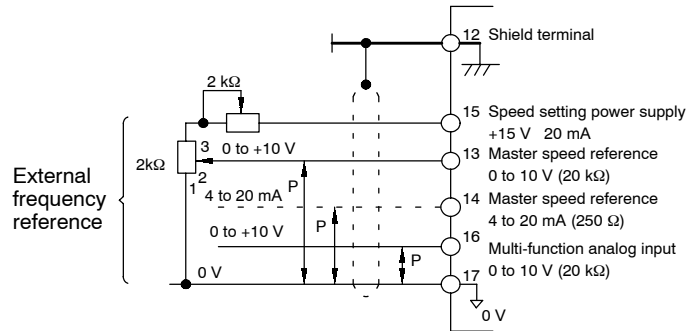 12 Shield terminal
2 kΩ
15 Speed setting power supply
+15 V 20 mA
External
frequency
reference
2kΩ
3
0 to +10 V
13 Master speed reference
0 to 10 V (20 kΩ)
2
1
P
4 to 20 mA
14 Master speed reference
4 to 20 mA (250 Ω)
P
0 to +10 V
16
Multi-function analog input
0 to 10 V (20 kΩ)
P
0 V
17
0 V